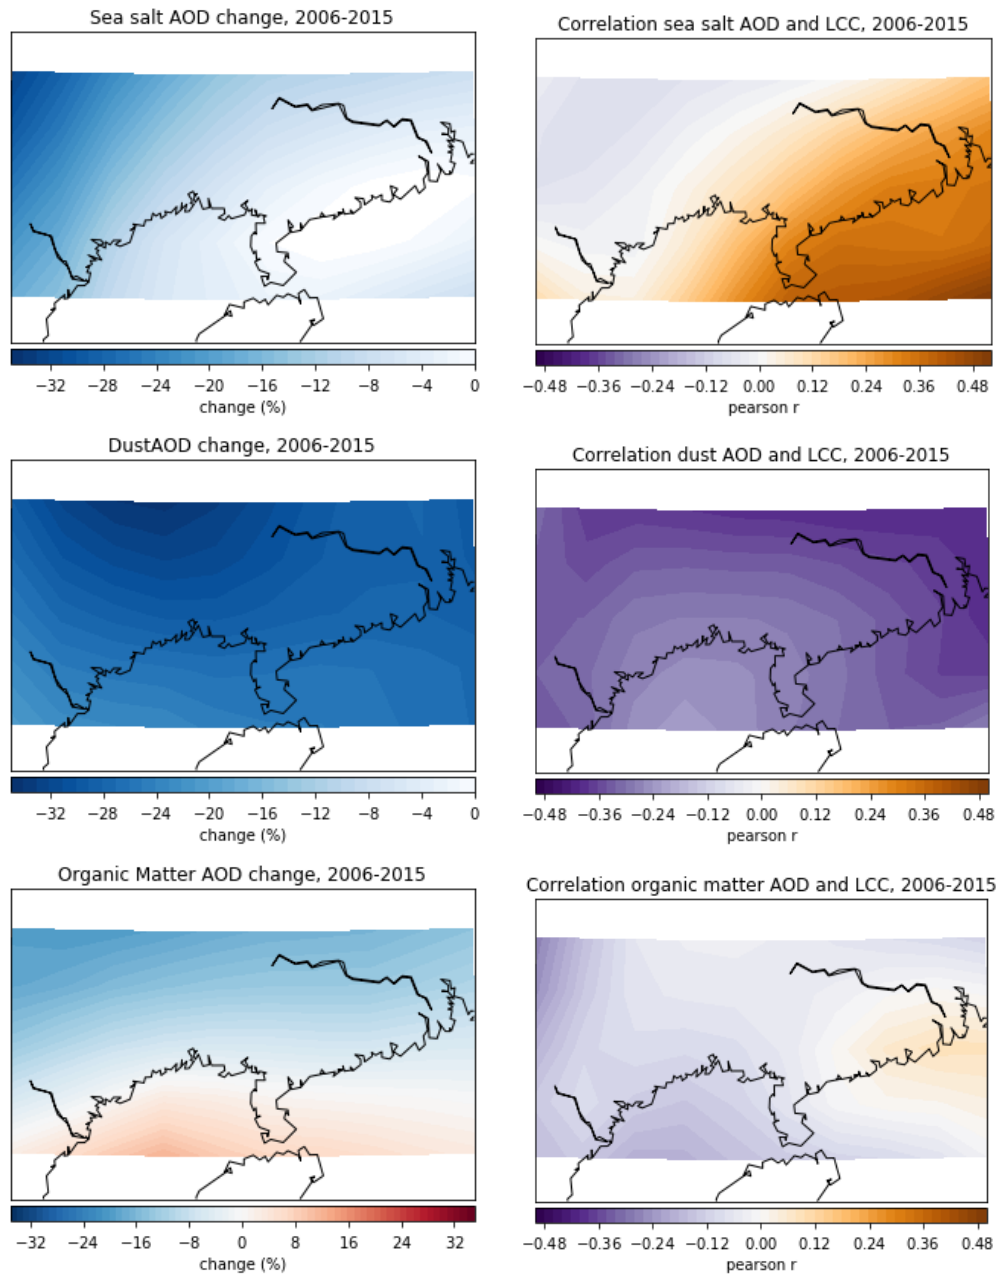 Sea salt AOD change, 2006-2015
−32 −28 −24 −20 −16 −12 −8 −4 0
change (%)
Correlation sea salt AOD and LCC, 2006-2015
−0.48 −0.36 −0.24 −0.12 0.00 0.12 0.24 0.36 0.48
pearson r
DustAOD change, 2006-2015
−32 −28 −24 −20 −16 −12 −8 −4 0
change (%)
Correlation dust AOD and LCC, 2006-2015
−0.48 −0.36 −0.24 −0.12 0.00 0.12 0.24 0.36 0.48
pearson r
Organic Matter AOD change, 2006-2015
−32 −24 −16 −8 0 8 16 24 32
change (%)
Correlation organic matter AOD and LCC, 2006-2015
−0.48 −0.36 −0.24 −0.12 0.00 0.12 0.24 0.36 0.48
pearson r